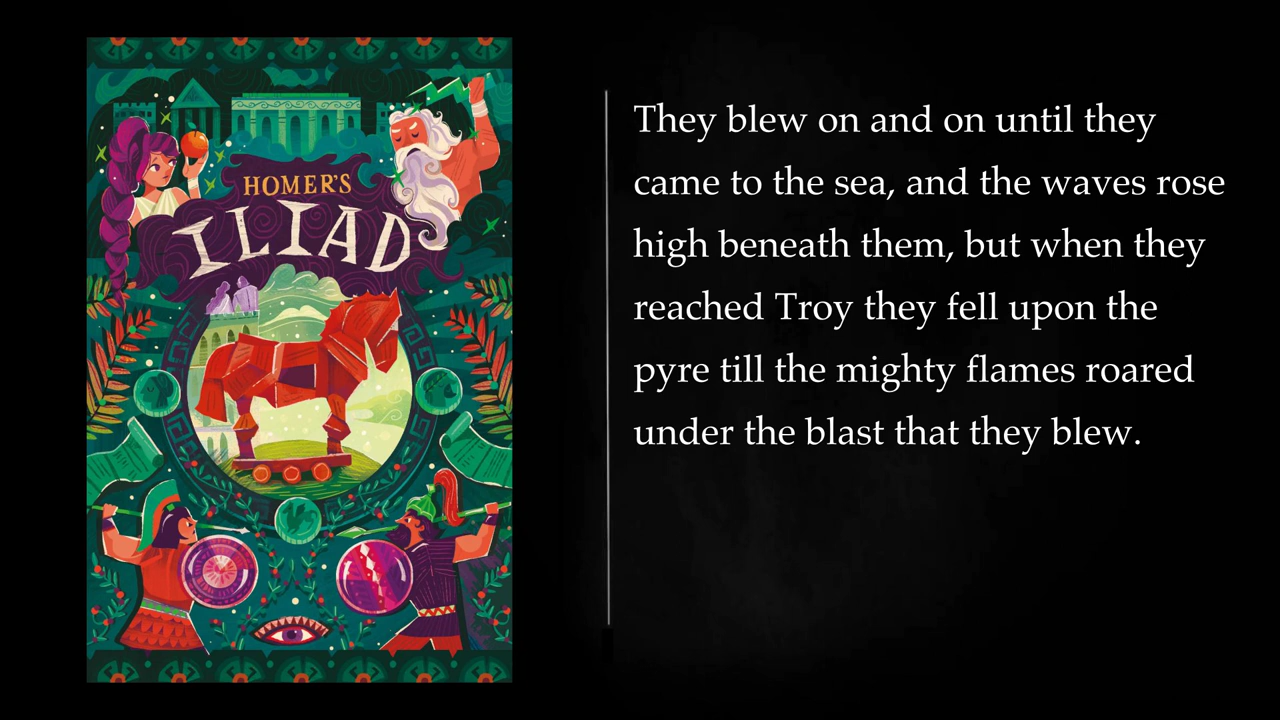 HOMER'S
ILIAD
They blew on and on until they
came to the sea, and the waves rose
high beneath them, but when they
reached Troy they fell upon the
pyre till the mighty flames roared
under the blast that they blew.